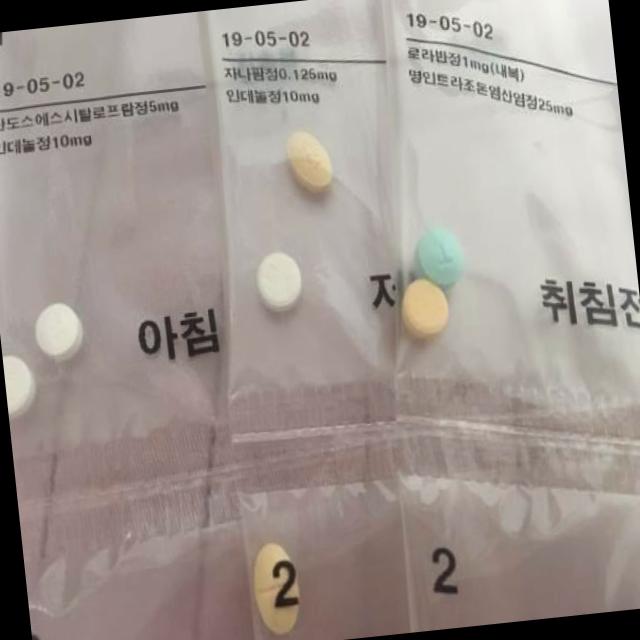 9-05-02
산도스에스시탈로프람정5mg
인데놀정10mg
아침
19-05-02
자나팜정0.125mg
인데놀정10mg
저
2
19-05-02
로라반정1mg(내복)
명인트라조돈염산염정25mg
취침전
2